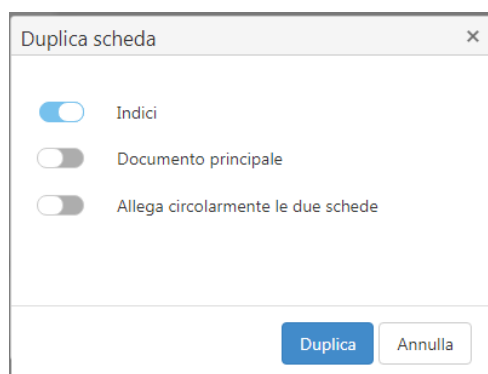 Duplica scheda
Indici
Documento principale
Allega circolarmente le due schede
Duplica Annulla